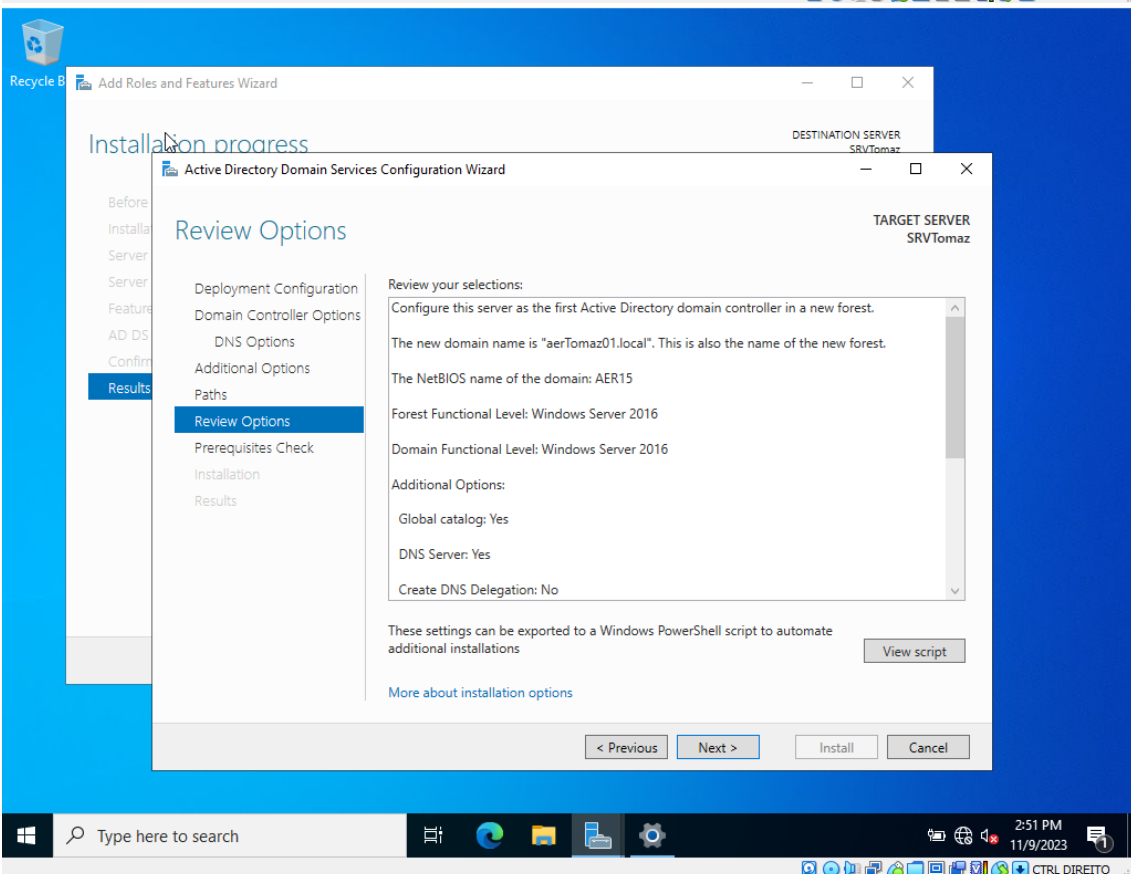 Recycle B
Add Roles and Features Wizard
Installation progress
DESTINATION SERVER
SRVTomaz
Active Directory Domain Services Configuration Wizard
Before
Installa
Server
Server
Feature
AD DS
Confirm
Results
Review Options
TARGET SERVER
SRVTomaz
Deployment Configuration
Domain Controller Options
DNS Options
Additional Options
Paths
Review Options
Prerequisites Check
Installation
Results
Review your selections:
Configure this server as the first Active Directory domain controller in a new forest.
The new domain name is "aerTomaz01.local". This is also the name of the new forest.
The NetBIOS name of the domain: AER15
Forest Functional Level: Windows Server 2016
Domain Functional Level: Windows Server 2016
Additional Options:
Global catalog: Yes
DNS Server: Yes
Create DNS Delegation: No
These settings can be exported to a Windows PowerShell script to automate
additional installations
View script
More about installation options
< Previous
Next >
Install
Cancel
Type here to search
2:51 PM
11/9/2023
1
CTRL DIREITO